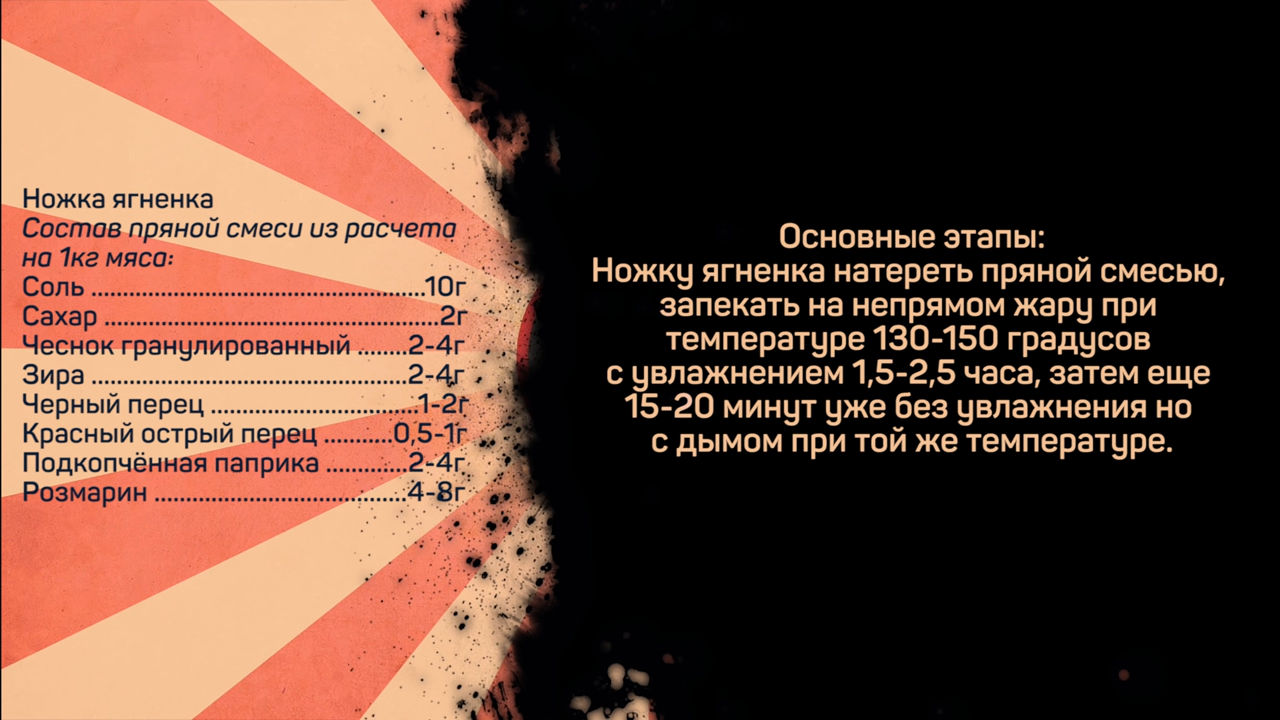 Ножка ягненка
Состав пряной смеси из расчета
на 1кг мяса:
Соль ..........................................10г
Сахар ..........................................2г
Чеснок гранулированный .......2-4г
Зира ........................................2-4г
Черный перец ..........................1-2г
Красный острый перец .........0,5-1г
Подкопчённая паприка ...........2-4г
Розмарин .................................4-8г
Основные этапы:
Ножку ягненка натереть пряной смесью,
запекать на непрямом жару при
температуре 130-150 градусов
с увлажнением 1,5-2,5 часа, затем еще
15-20 минут уже без увлажнения но
с дымом при той же температуре.